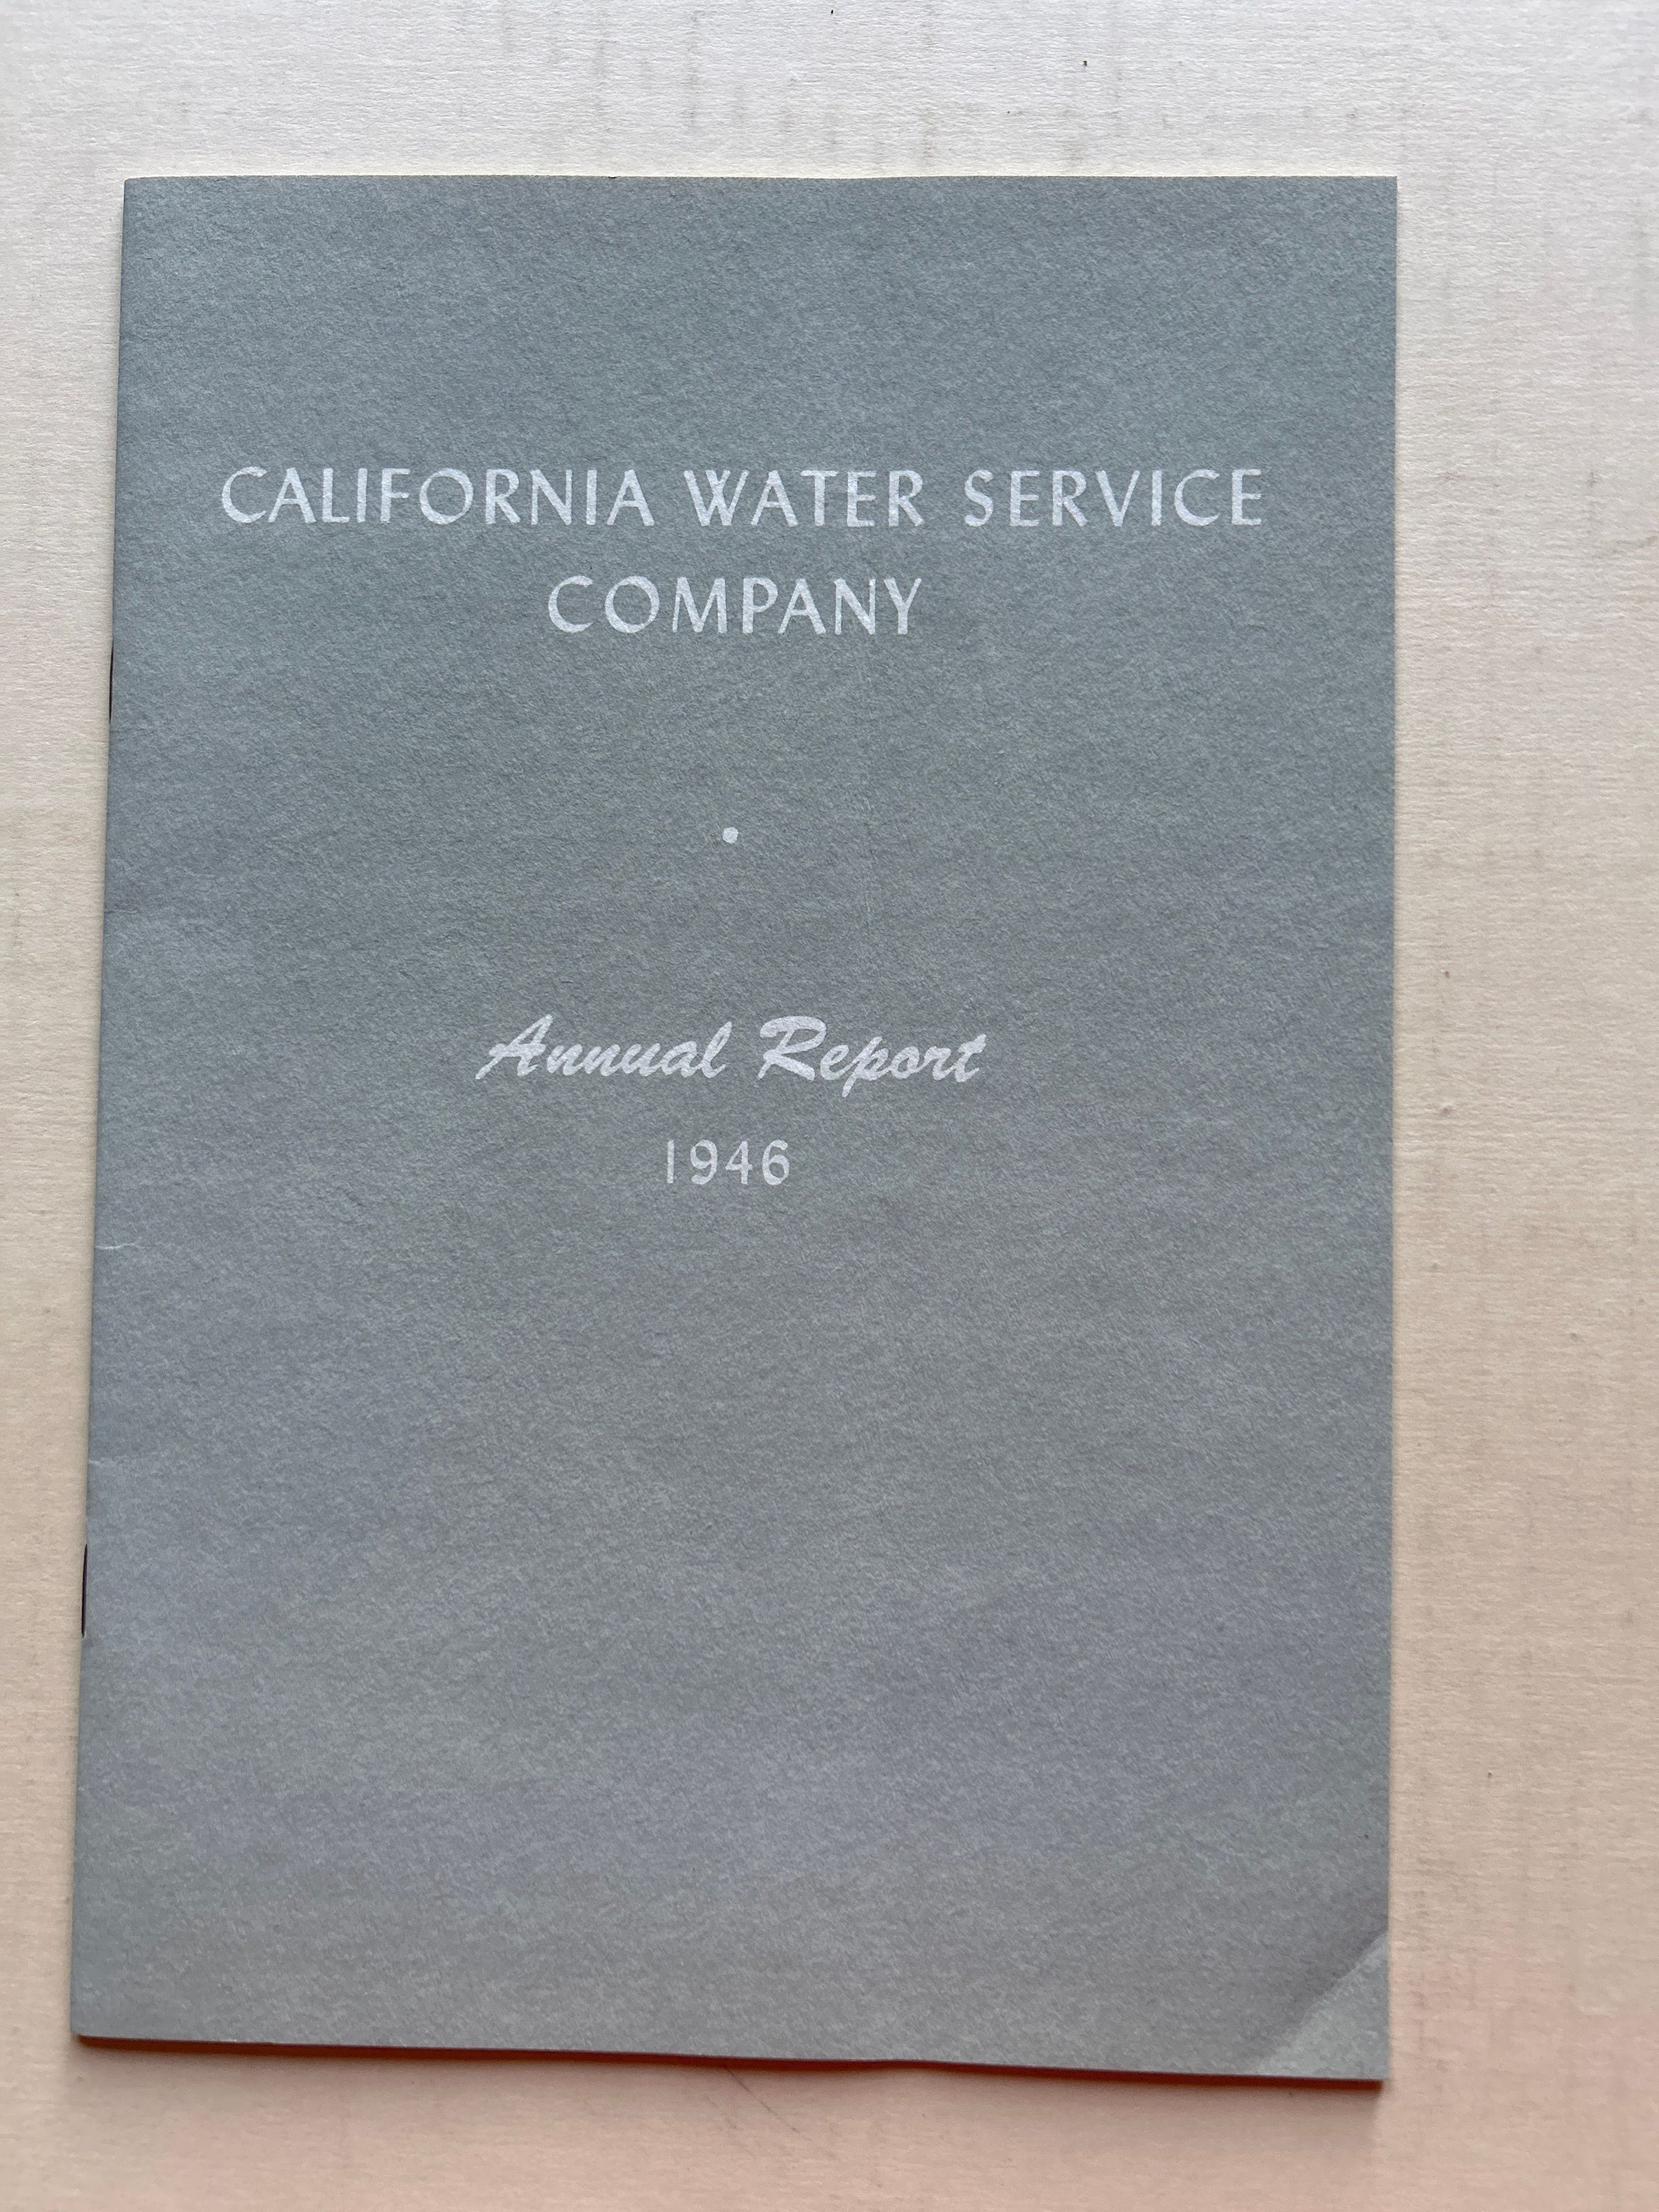 CALIFORNIA WATER SERVICE
COMPANY
Annual Report
1946